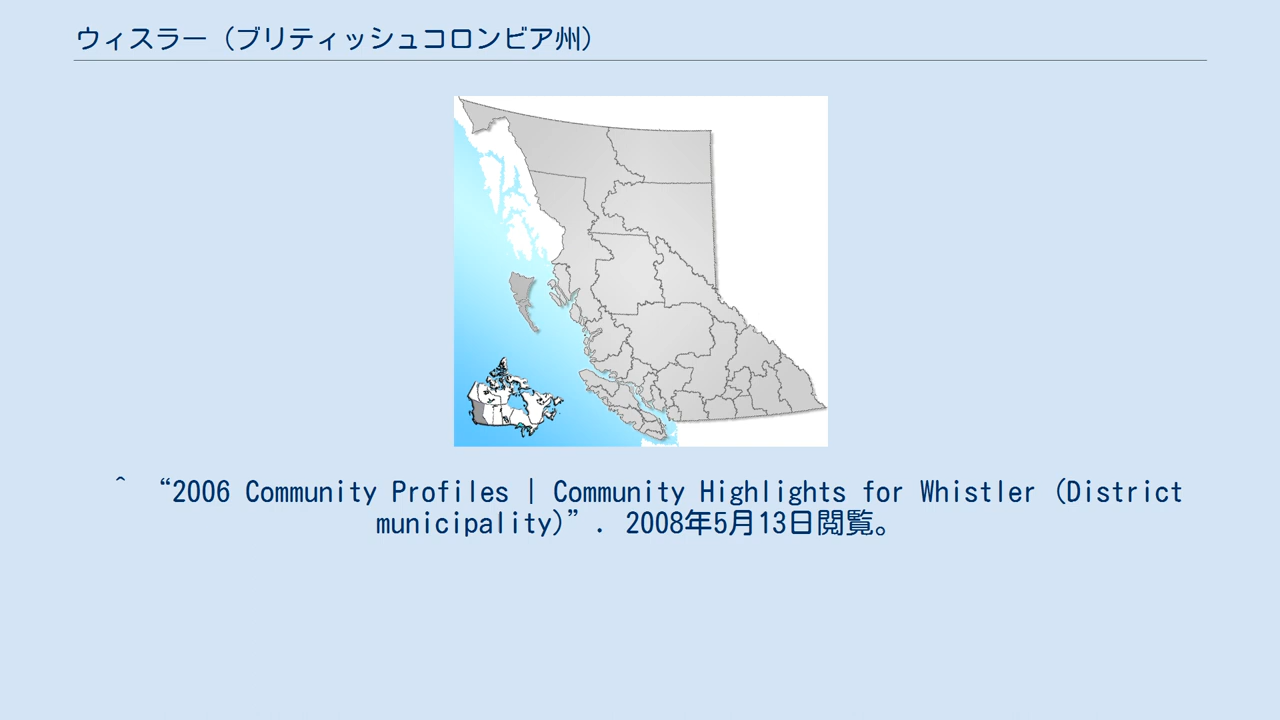 ウィスラー（ブリティッシュコロンビア州）
^ “2006 Community Profiles | Community Highlights for Whistler (District
municipality)”. 2008年5月13日閲覧。